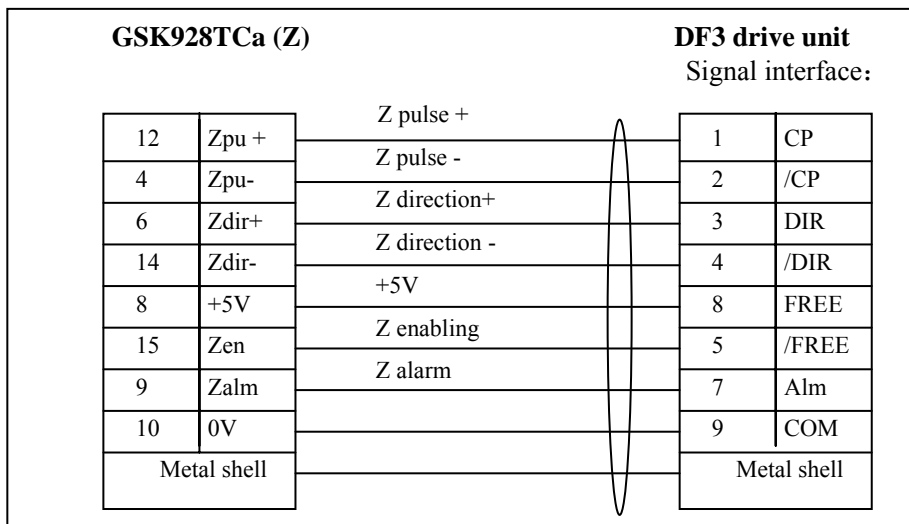 GSK928TCa (Z) DF3 drive unit
Signal interface：
Z pulse +
12 Zpu + 1 CP
Z pulse -
4 Zpu- 2 /CP
Z direction+
6 Zdir+ 3 DIR
Z direction -
14 Zdir- 4 /DIR
+5V
8 +5V 8 FREE
Z enabling
15 Zen 5 /FREE
Z alarm
9 Zalm 7 Alm
10 0V 9 COM
Metal shell Metal shell